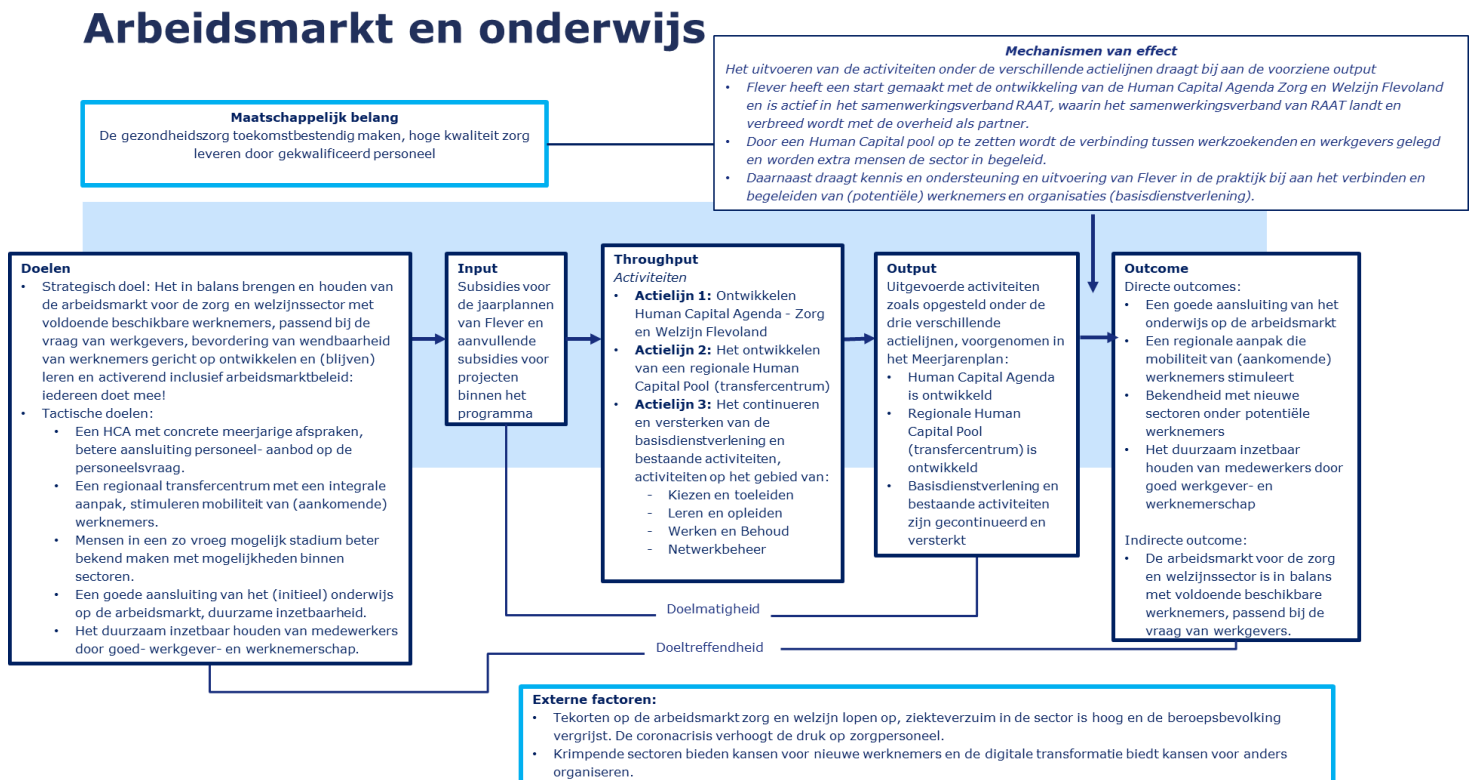 Arbeidsmarkt en onderwijs
Mechanismen van effect
Het uitvoeren van de activiteiten onder de verschillende actielijnen draagt bij aan de voorziene output
• Flever heeft een start gemaakt met de ontwikkeling van de Human Capital Agenda Zorg en Welzijn Flevoland
en is actief in het samenwerkingsverband RAAT, waarin het samenwerkingsverband van RAAT landt en
verbreed wordt met de overheid als partner.
• Door een Human Capital pool op te zetten wordt de verbinding tussen werkzoekenden en werkgevers gelegd
en worden extra mensen de sector in begeleid.
• Daarnaast draagt kennis en ondersteuning en uitvoering van Flever in de praktijk bij aan het verbinden en
begeleiden van (potentiële) werknemers en organisaties (basisdienstverlening).
Maatschappelijk belang
De gezondheidszorg toekomstbestendig maken, hoge kwaliteit zorg
leveren door gekwalificeerd personeel
Doelen
• Strategisch doel: Het in balans brengen en houden van
de arbeidsmarkt voor de zorg en welzijnssector met
voldoende beschikbare werknemers, passend bij de
vraag van werkgevers, bevordering van wendbaarheid
van werknemers gericht op ontwikkelen en (blijven)
leren en activerend inclusief arbeidsmarktbeleid:
iedereen doet mee!
• Tactische doelen:
• Een HCA met concrete meerjarige afspraken,
betere aansluiting personeel- aanbod op de
personeelsvraag.
• Een regionaal transfercentrum met een integrale
aanpak, stimuleren mobiliteit van (aankomende)
werknemers.
• Mensen in een zo vroeg mogelijk stadium beter
bekend maken met mogelijkheden binnen
sectoren.
• Een goede aansluiting van het (initieel) onderwijs
op de arbeidsmarkt, duurzame inzetbaarheid.
• Het duurzaam inzetbaar houden van medewerkers
door goed- werkgever- en werknemerschap.
Input
Subsidies voor
de jaarplannen
van Flever en
aanvullende
subsidies voor
projecten
binnen het
programma
Throughput
Activiteiten
• Actielijn 1: Ontwikkelen
Human Capital Agenda - Zorg
en Welzijn Flevoland
• Actielijn 2: Het ontwikkelen
van een regionale Human
Capital Pool (transfercentrum)
• Actielijn 3: Het continueren
en versterken van de
basisdienstverlening en
bestaande activiteiten,
activiteiten op het gebied van:
- Kiezen en toeleiden
- Leren en opleiden
- Werken en Behoud
- Netwerkbeheer
Output
Uitgevoerde activiteiten
zoals opgesteld onder de
drie verschillende
actielijnen, voorgenomen in
het Meerjarenplan:
• Human Capital Agenda
is ontwikkeld
• Regionale Human
Capital Pool
(transfercentrum) is
ontwikkeld
• Basisdienstverlening en
bestaande activiteiten
zijn gecontinueerd en
versterkt
Outcome
Directe outcomes:
• Een goede aansluiting van het
onderwijs op de arbeidsmarkt
• Een regionale aanpak die
mobiliteit van (aankomende)
werknemers stimuleert
• Bekendheid met nieuwe
sectoren onder potentiële
werknemers
• Het duurzaam inzetbaar
houden van medewerkers door
goed werkgever- en
werknemerschap
Indirecte outcome:
• De arbeidsmarkt voor de zorg
en welzijnssector is in balans
met voldoende beschikbare
werknemers, passend bij de
vraag van werkgevers.
Doelmatigheid
Doeltreffendheid
Externe factoren:
• Tekorten op de arbeidsmarkt zorg en welzijn lopen op, ziekteverzuim in de sector is hoog en de beroepsbevolking
vergrijst. De coronacrisis verhoogt de druk op zorgpersoneel.
• Krimpende sectoren bieden kansen voor nieuwe werknemers en de digitale transformatie biedt kansen voor anders
organiseren.